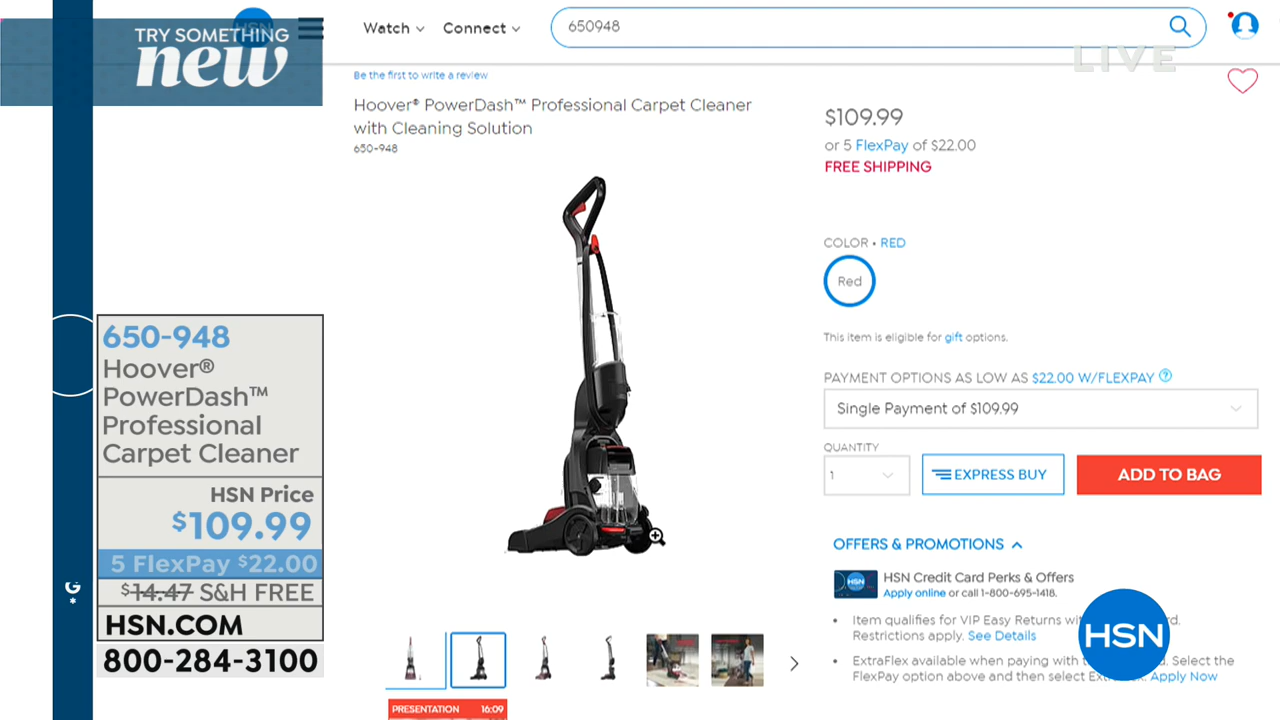 TRY SOMETHING
new
HSN
Watch
Connect
650948
LIVE
Be the first to write a review
Hoover® PowerDash™ Professional Carpet Cleaner
with Cleaning Solution
650-948
$109.99
or 5 FlexPay of $22.00
FREE SHIPPING
COLOR • RED
Red
This item is eligible for gift options.
PAYMENT OPTIONS AS LOW AS $22.00 W/FLEXPAY ?
Single Payment of $109.99
QUANTITY
1
EXPRESS BUY
ADD TO BAG
OFFERS & PROMOTIONS
HSN
HSN Credit Card Perks & Offers
Apply online or call 1-800-695-1418.
• Item qualifies for VIP Easy Returns
Restrictions apply. See Details
• ExtraFlex available when paying with Select the
FlexPay option above and then select Apply Now
HSN
650-948
Hoover®
PowerDash™
Professional
Carpet Cleaner
HSN Price
$109.99
5 FlexPay $22.00
$14.47 S&H FREE
HSN.COM
800-284-3100
G
*
PRESENTATION 16:09